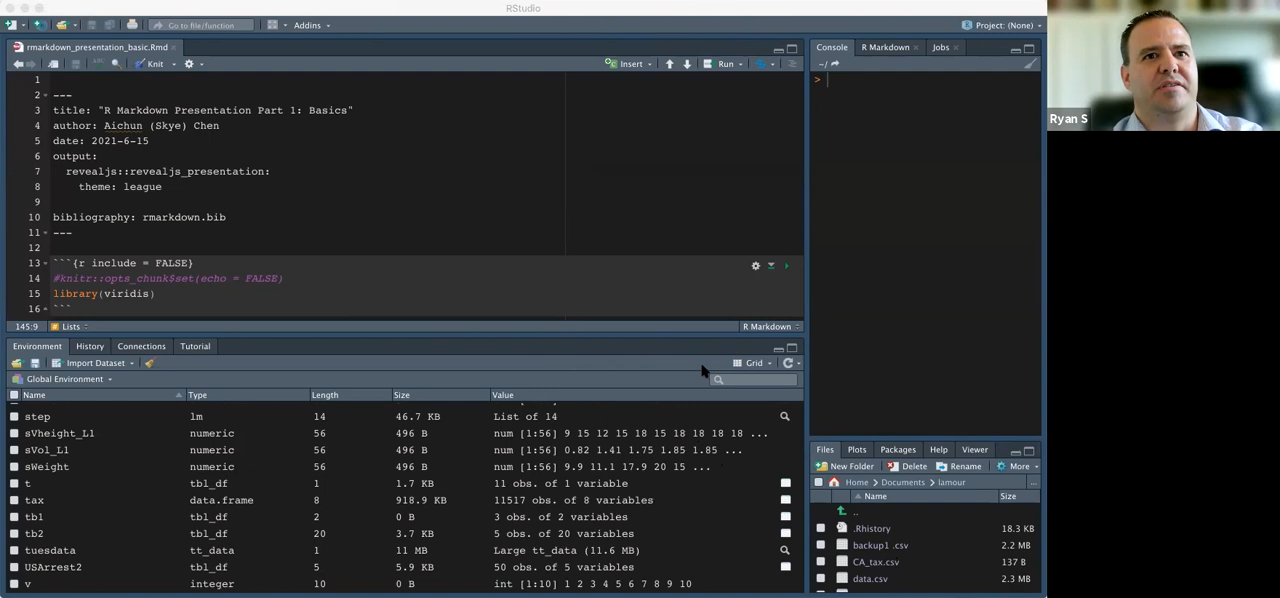 RStudio
Go to file/function
Addins
Project: (None)
rmarkdown_presentation_basic.Rmd
Knit
Insert
Run
1
2 ---
3 title: "R Markdown Presentation Part 1: Basics"
4 author: Aichun (Skye) Chen
5 date: 2021-6-15
6 output:
7 revealjs::revealjs_presentation:
8 theme: league
9
10 bibliography: rmarkdown.bib
11 ---
12
13 ```{r include = FALSE}
14 #knitr::opts_chunk$set(echo = FALSE)
15 library(viridis)
16 ```
145:9 Lists R Markdown
Environment History Connections Tutorial
Import Dataset Grid
Global Environment
Name Type Length Size Value
step lm 14 46.7 KB List of 14
sVheight_L1 numeric 56 496 B num [1:56] 9 15 12 15 18 15 18 18 18 18 ...
sVol_L1 numeric 56 496 B num [1:56] 0.82 1.41 1.75 1.85 1.85 ...
sWeight numeric 56 496 B num [1:56] 9.9 11.1 17.9 20 15 ...
t tbl_df 1 1.7 KB 11 obs. of 1 variable
tax data.frame 8 918.9 KB 11517 obs. of 8 variables
tb1 tbl_df 2 0 B 3 obs. of 2 variables
tb2 tbl_df 20 3.7 KB 5 obs. of 20 variables
tuesdata tt_data 1 11 MB Large tt_data (11.6 MB)
USArrest2 tbl_df 5 5.9 KB 50 obs. of 5 variables
v integer 10 0 B int [1:10] 1 2 3 4 5 6 7 8 9 10
Console R Markdown Jobs
~/
>
Files Plots Packages Help Viewer
New Folder Delete Rename More
Home Documents lamour ...
Name Size
..
.Rhistory 18.3 KB
backup1 .csv 2.2 MB
CA_tax.csv 137 B
data.csv 2.3 MB
Ryan S